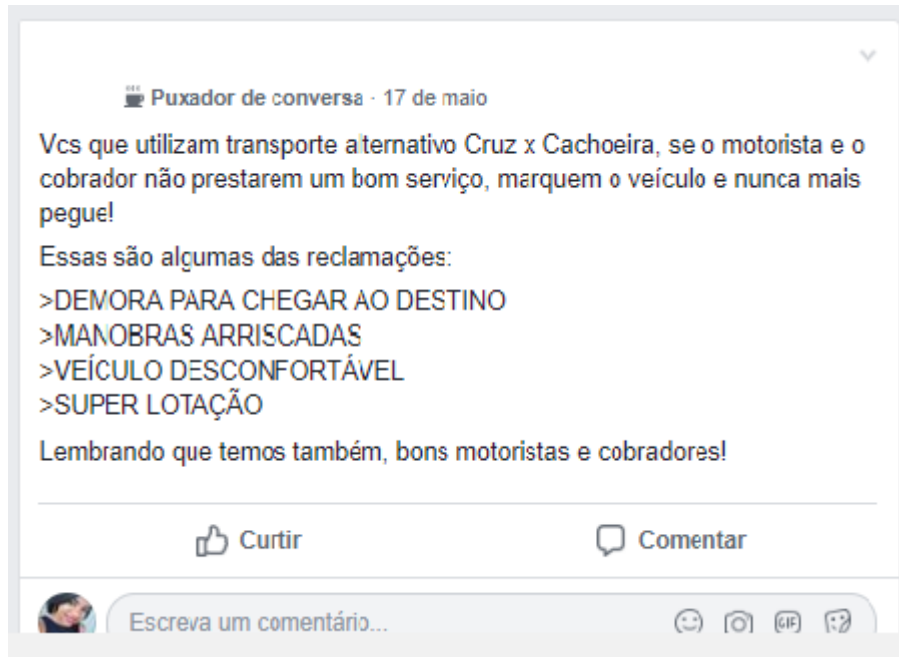 Puxador de conversa · 17 de maio
Vcs que utilizam transporte alternativo Cruz x Cachoeira, se o motorista e o
cobrador não prestarem um bom serviço, marquem o veículo e nunca mais
pegue!
Essas são algumas das reclamações:
>DEMORA PARA CHEGAR AO DESTINO
>MANOBRAS ARRISCADAS
>VEÍCULO DESCONFORTÁVEL
>SUPER LOTAÇÃO
Lembrando que temos também, bons motoristas e cobradores!
Curtir
Comentar
Escreva um comentário...
GIF